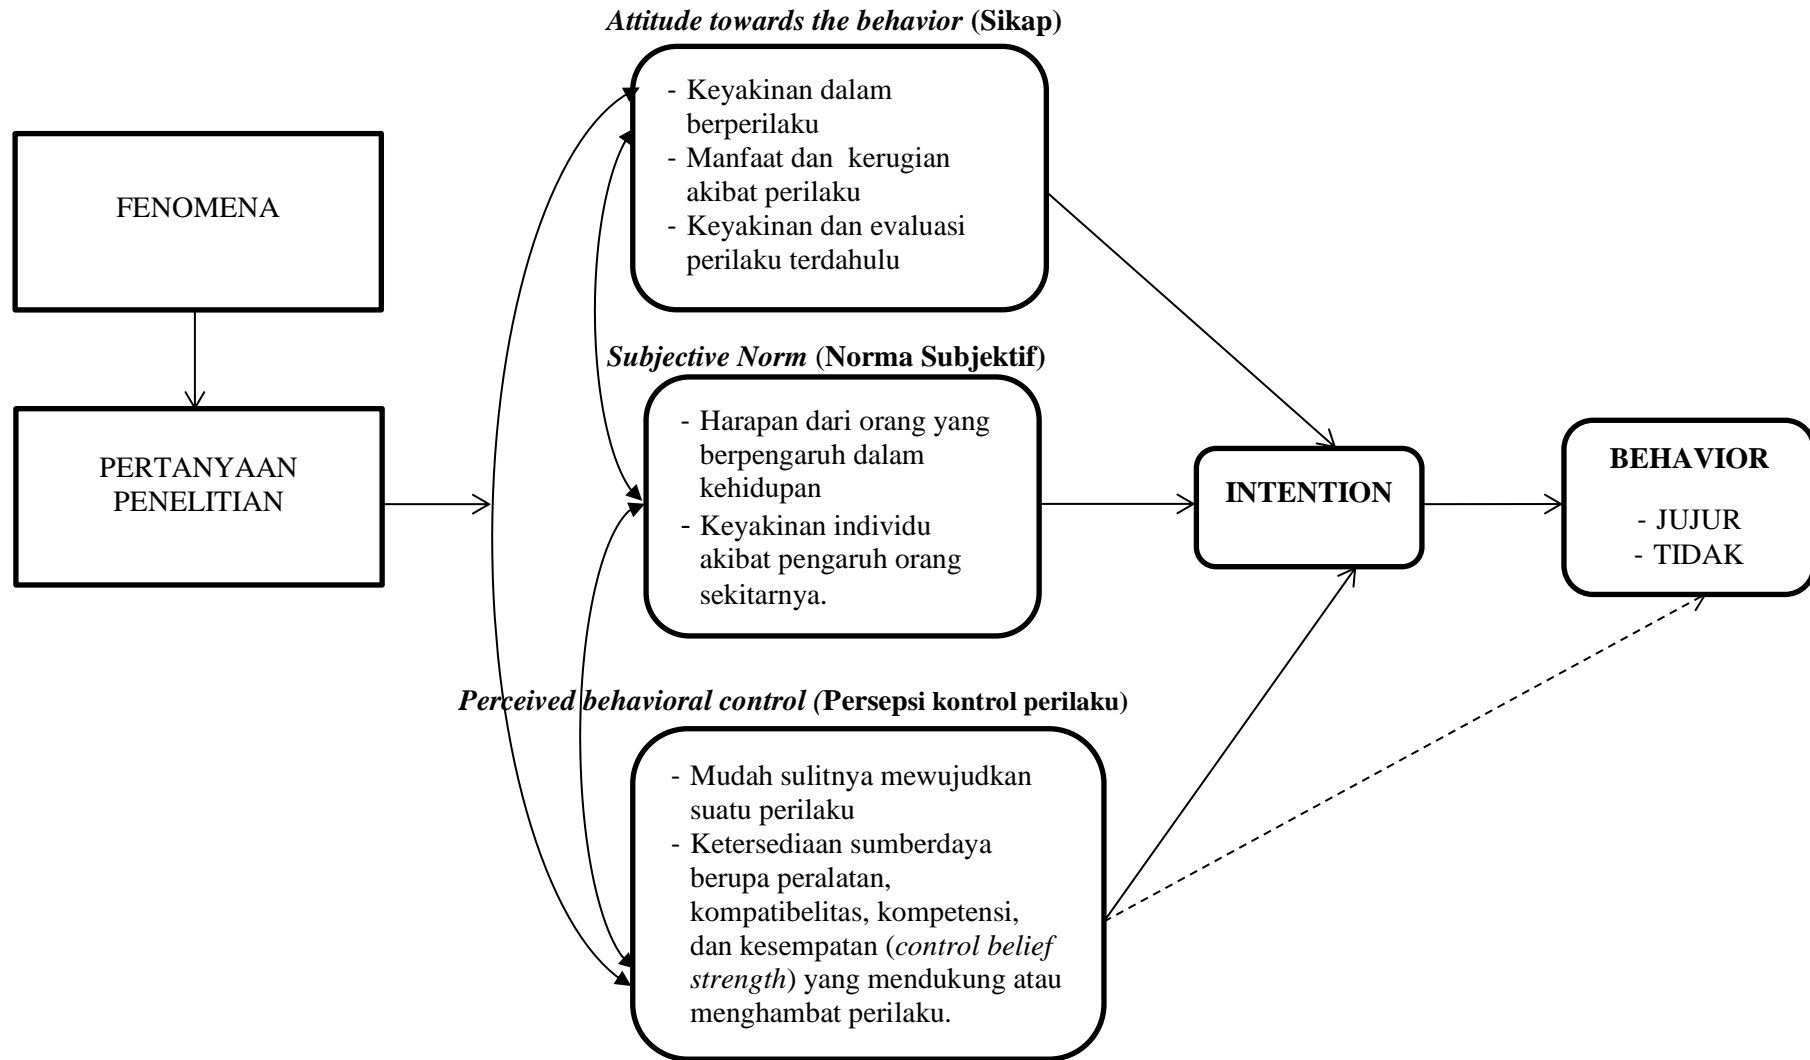 Attitude towards the behavior (Sikap)
- Keyakinan dalam
berperilaku
- Manfaat dan kerugian
akibat perilaku
- Keyakinan dan evaluasi
perilaku terdahulu
FENOMENA
PERTANYAAN
PENELITIAN
Subjective Norm (Norma Subjektif)
- Harapan dari orang yang
berpengaruh dalam
kehidupan
- Keyakinan individu
akibat pengaruh orang
sekitarnya.
INTENTION
BEHAVIOR
- JUJUR
- TIDAK
Perceived behavioral control (Persepsi kontrol perilaku)
- Mudah sulitnya mewujudkan
suatu perilaku
- Ketersediaan sumberdaya
berupa peralatan,
kompatibelitas, kompetensi,
dan kesempatan (control belief
strength) yang mendukung atau
menghambat perilaku.